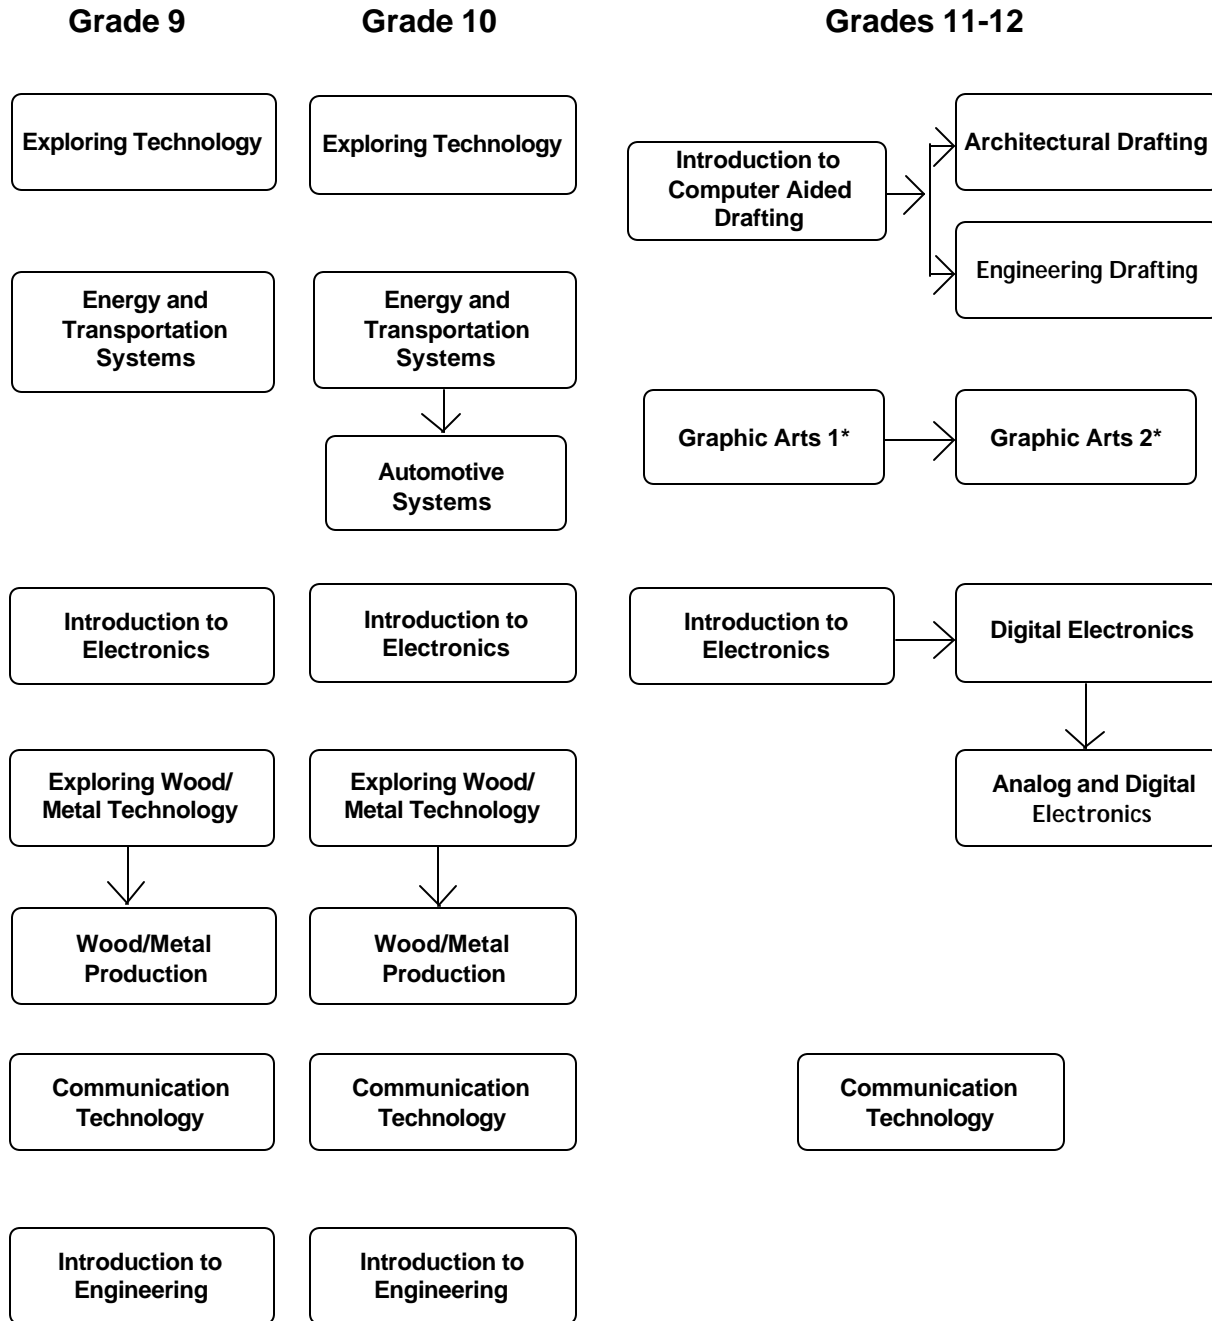 Grade 9
Grade 10
Grades 11-12
Exploring Technology
Exploring Technology
Introduction to
Computer Aided
Drafting
Architectural Drafting
Engineering Drafting
Energy and
Transportation
Systems
Energy and
Transportation
Systems
Automotive
Systems
Graphic Arts 1*
Graphic Arts 2*
Introduction to
Electronics
Introduction to
Electronics
Introduction to
Electronics
Digital Electronics
Analog and Digital
Electronics
Exploring Wood/
Metal Technology
Exploring Wood/
Metal Technology
Wood/Metal
Production
Wood/Metal
Production
Communication
Technology
Communication
Technology
Communication
Technology
Introduction to
Engineering
Introduction to
Engineering